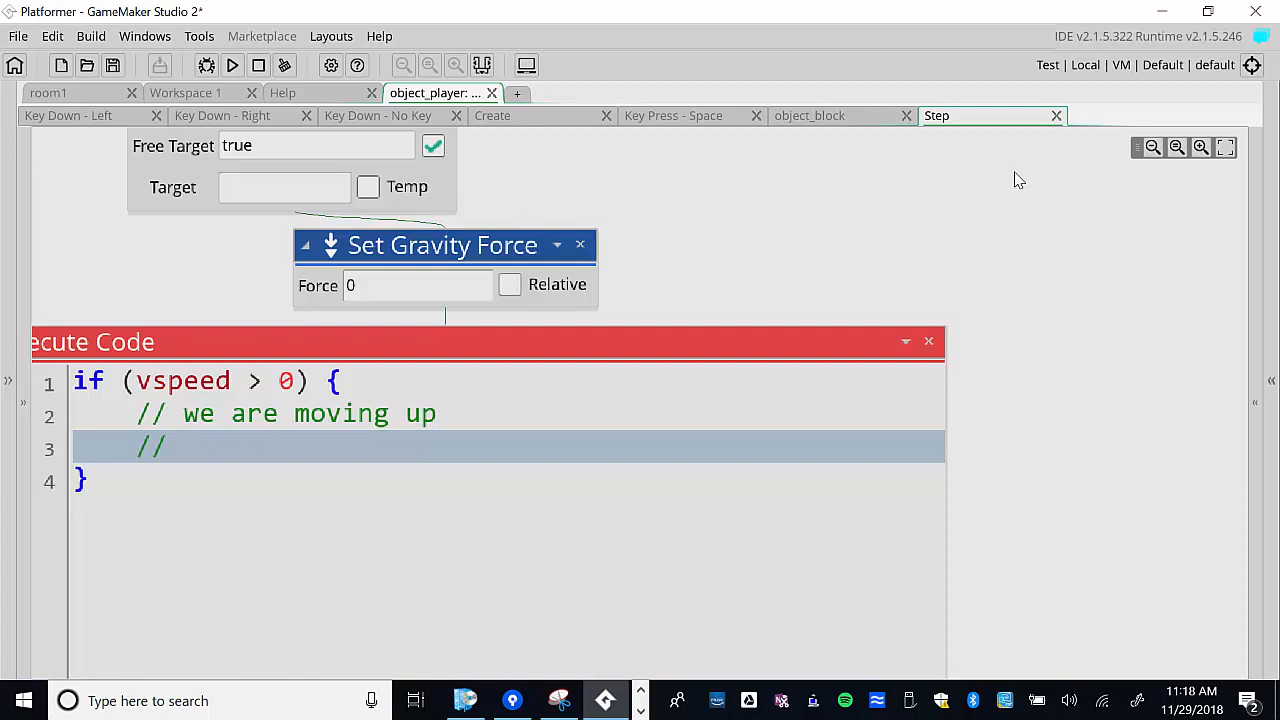 Platformer - GameMaker Studio 2*
File Edit Build Windows Tools Marketplace Layouts Help
IDE v2.1.5.322 Runtime v2.1.5.246
Test | Local | VM | Default | default
room1 Workspace 1 Help object_player: ...
Key Down - Left Key Down - Right Key Down - No Key Create Key Press - Space object_block Step
Free Target true
Target Temp
Set Gravity Force
Force 0 Relative
ecute Code
1 if (vspeed > 0) {
2 // we are moving up
3 //
4 }
Type here to search
11:18 AM
11/29/2018
2